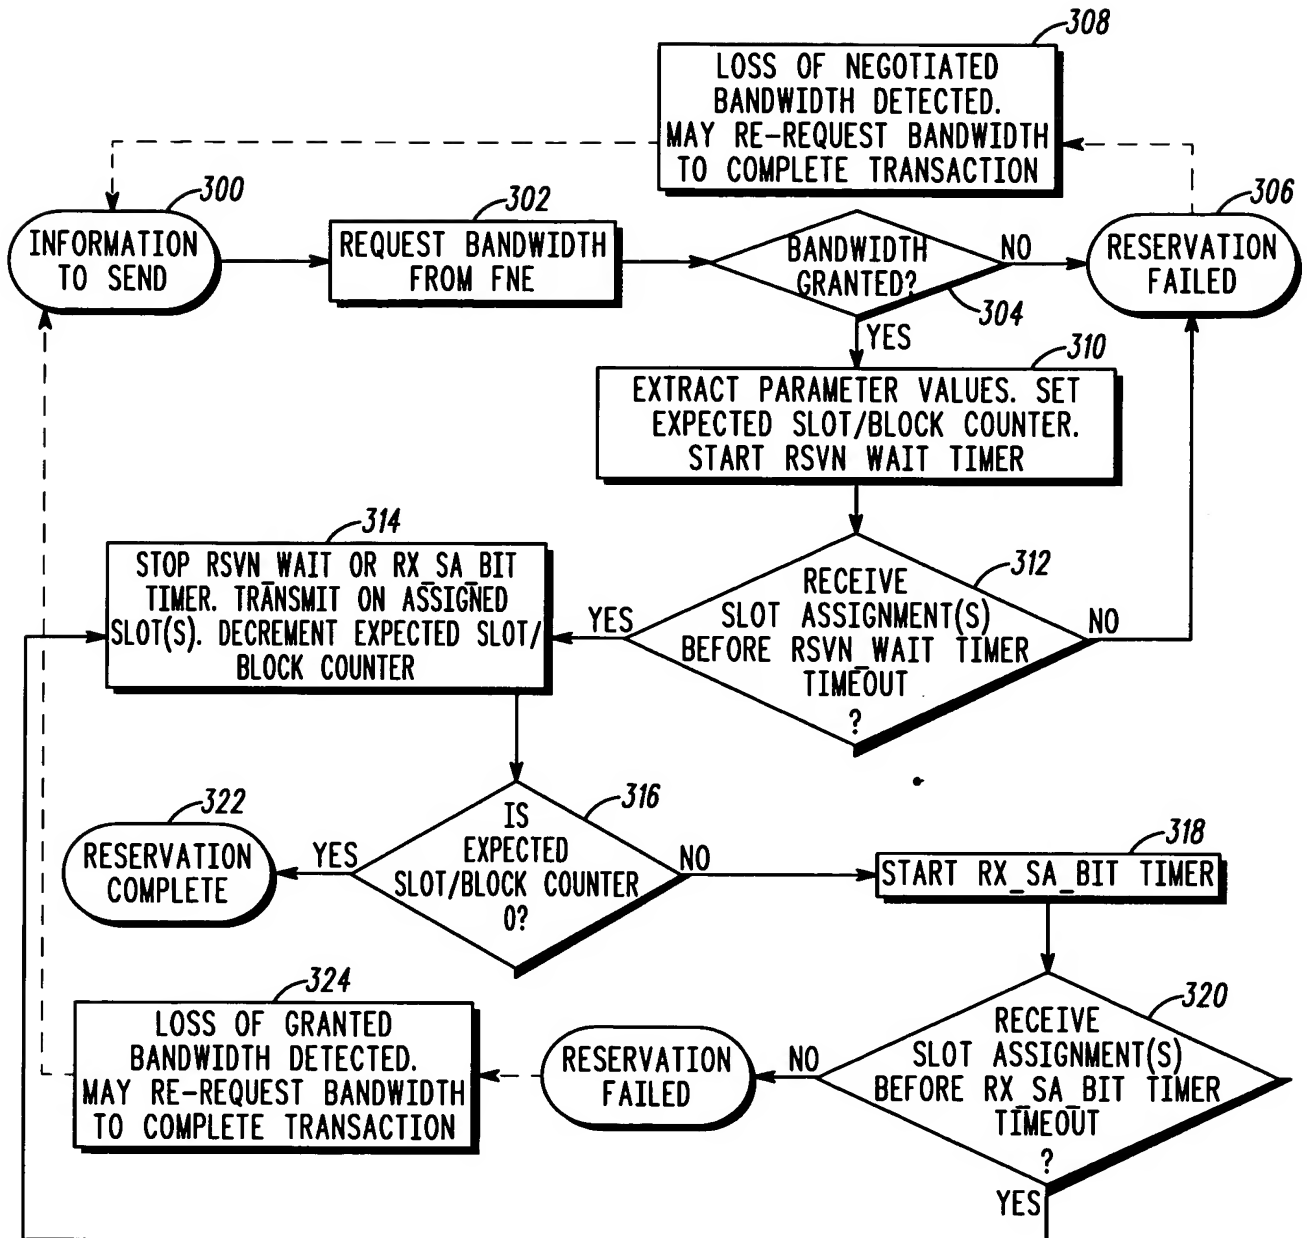 308
LOSS OF NEGOTIATED
BANDWIDTH DETECTED.
MAY RE-REQUEST BANDWIDTH
TO COMPLETE TRANSACTION
300
INFORMATION
TO SEND
302
REQUEST BANDWIDTH
FROM FNE
BANDWIDTH
GRANTED?
304
NO
YES
306
RESERVATION
FAILED
310
EXTRACT PARAMETER VALUES. SET
EXPECTED SLOT/BLOCK COUNTER.
START RSVN WAIT TIMER
312
RECEIVE
SLOT ASSIGNMENT(S)
BEFORE RSVN_WAIT TIMER
TIMEOUT
?
YES
NO
314
STOP RSVN_WAIT OR RX_SA_BIT
TIMER. TRANSMIT ON ASSIGNED
SLOT(S). DECREMENT EXPECTED SLOT/
BLOCK COUNTER
316
IS
EXPECTED
SLOT/BLOCK COUNTER
0?
YES
NO
322
RESERVATION
COMPLETE
318
START RX_SA_BIT TIMER
320
RECEIVE
SLOT ASSIGNMENT(S)
BEFORE RX_SA_BIT TIMER
TIMEOUT
?
NO
YES
RESERVATION
FAILED
324
LOSS OF GRANTED
BANDWIDTH DETECTED.
MAY RE-REQUEST BANDWIDTH
TO COMPLETE TRANSACTION